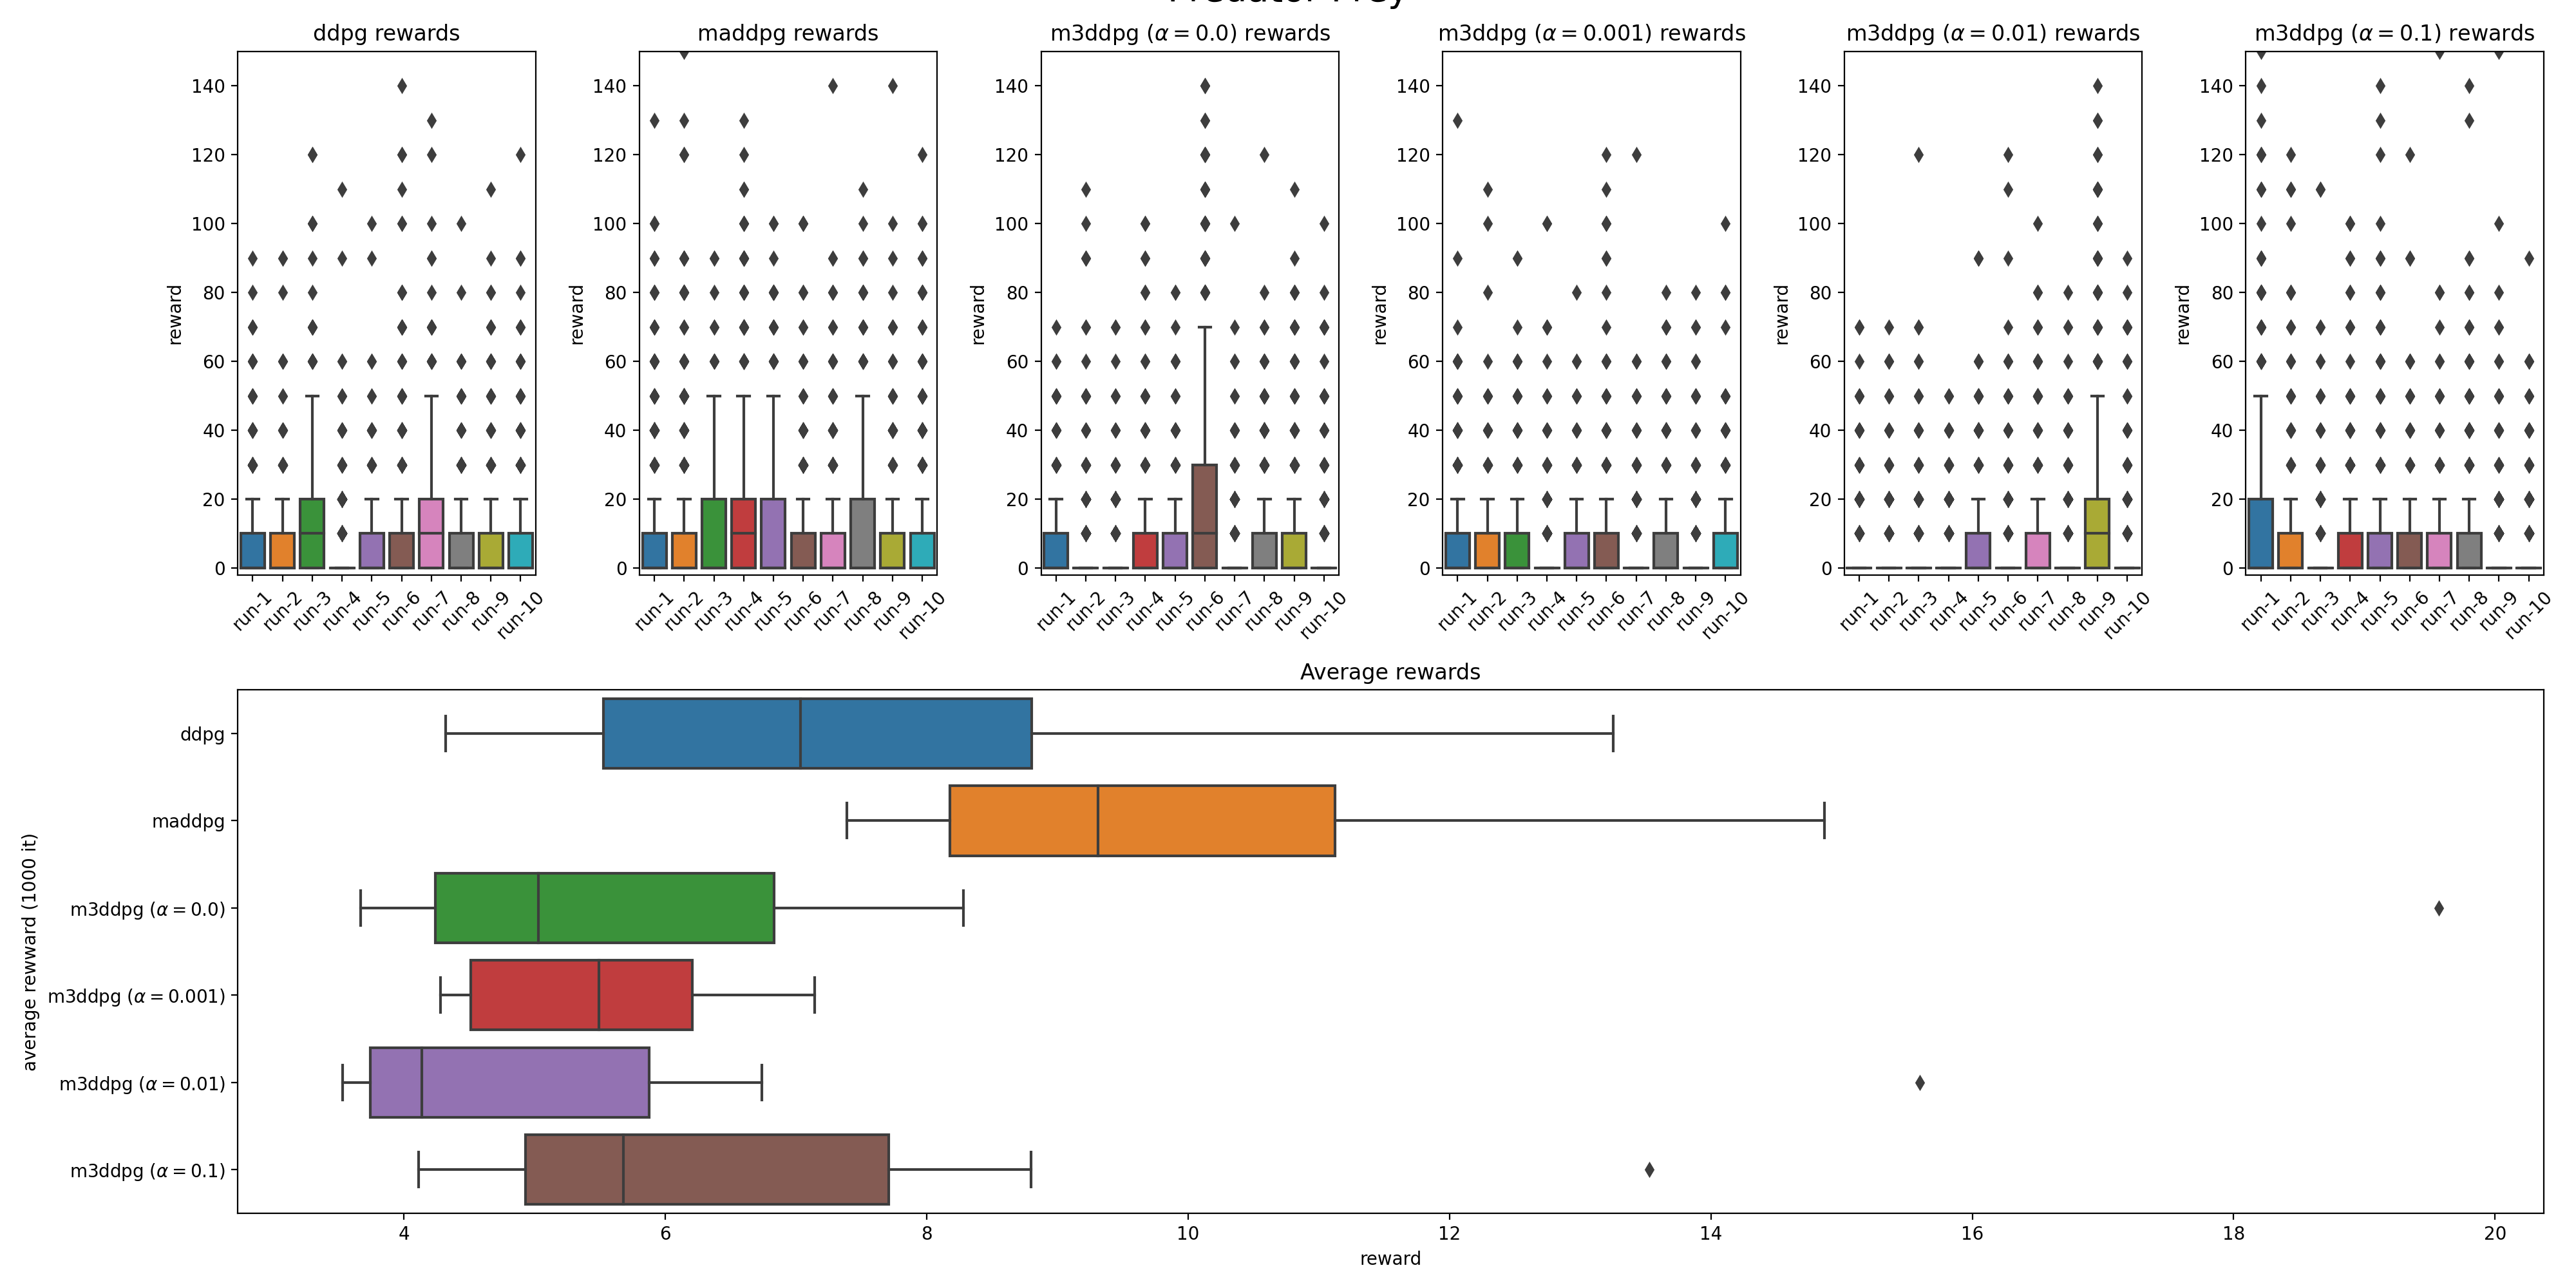 ddpg rewards
maddpg rewards
m3ddpg (α = 0.0) rewards
m3ddpg (α = 0.001) rewards
m3ddpg (α = 0.01) rewards
m3ddpg (α = 0.1) rewards
reward
140
120
100
80
60
40
20
0
run-1 run-2 run-3 run-4 run-5 run-6 run-7 run-8 run-9 run-10
reward
140
120
100
80
60
40
20
0
run-1 run-2 run-3 run-4 run-5 run-6 run-7 run-8 run-9 run-10
reward
140
120
100
80
60
40
20
0
run-1 run-2 run-3 run-4 run-5 run-6 run-7 run-8 run-9 run-10
reward
140
120
100
80
60
40
20
0
run-1 run-2 run-3 run-4 run-5 run-6 run-7 run-8 run-9 run-10
reward
140
120
100
80
60
40
20
0
run-1 run-2 run-3 run-4 run-5 run-6 run-7 run-8 run-9 run-10
reward
140
120
100
80
60
40
20
0
run-1 run-2 run-3 run-4 run-5 run-6 run-7 run-8 run-9 run-10
Average rewards
average rewward (1000 it)
ddpg
maddpg
m3ddpg (α = 0.0)
m3ddpg (α = 0.001)
m3ddpg (α = 0.01)
m3ddpg (α = 0.1)
4 6 8 10 12 14 16 18 20
reward